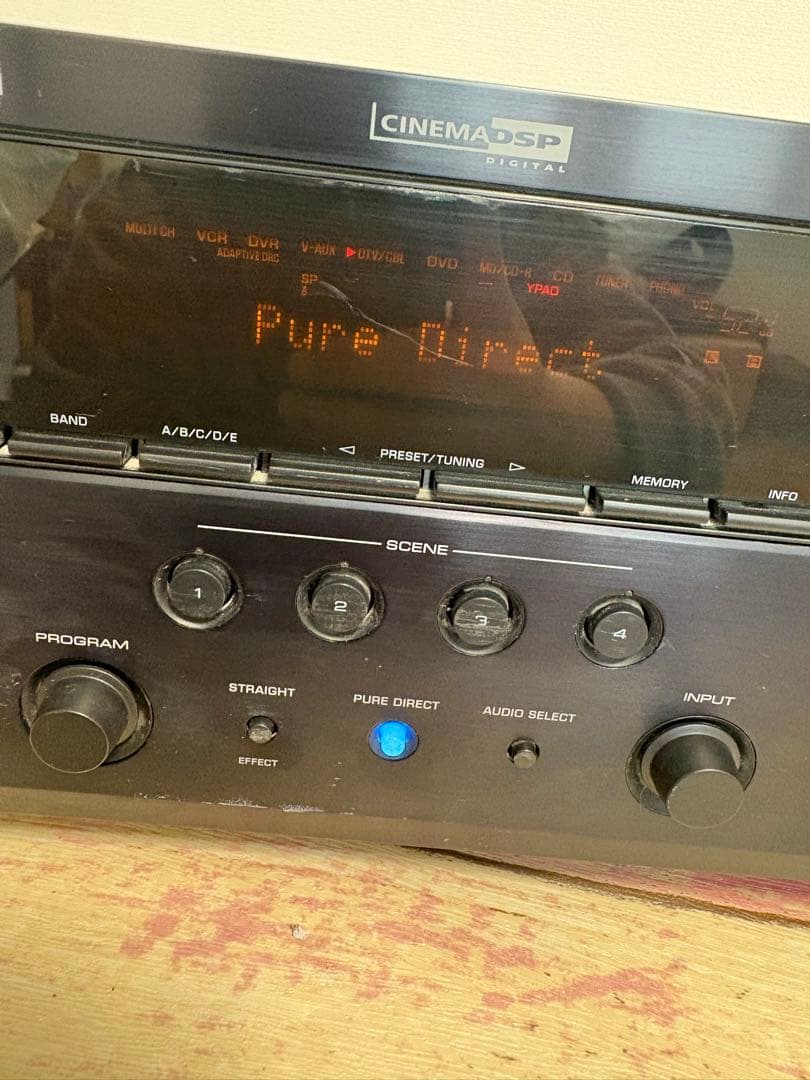 CINEMA DSP
DIGITAL
MULTI CH VCR DVR V-AUX DTV/CBL DVD MD/CD-R CD TUNER PHONO
ADAPTIVE DRC
YPAO
VOL
SP
A
Pure Direct
BAND
A/B/C/D/E
PRESET/TUNING
MEMORY
INFO
SCENE
1 2 3 4
PROGRAM
STRAIGHT
EFFECT
PURE DIRECT
AUDIO SELECT
INPUT